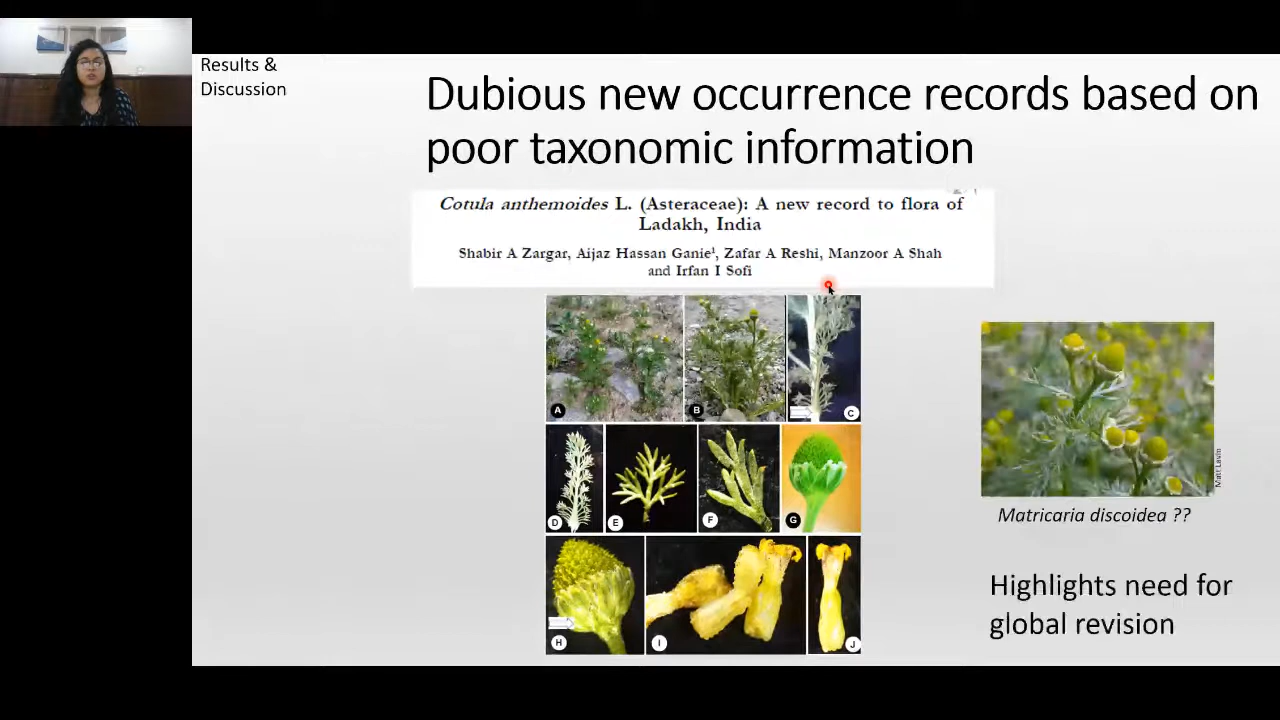 Results &
Discussion
Dubious new occurrence records based on
poor taxonomic information
Cotula anthemoides L. (Asteraceae): A new record to flora of
Ladakh, India
Shabir A Zargar, Aijaz Hassan Ganie¹, Zafar A Reshi, Manzoor A Shah
and Irfan I Sofi
A
B
C
D
E
F
G
H
I
J
Matt Lavin
Matricaria discoidea ??
Highlights need for
global revision